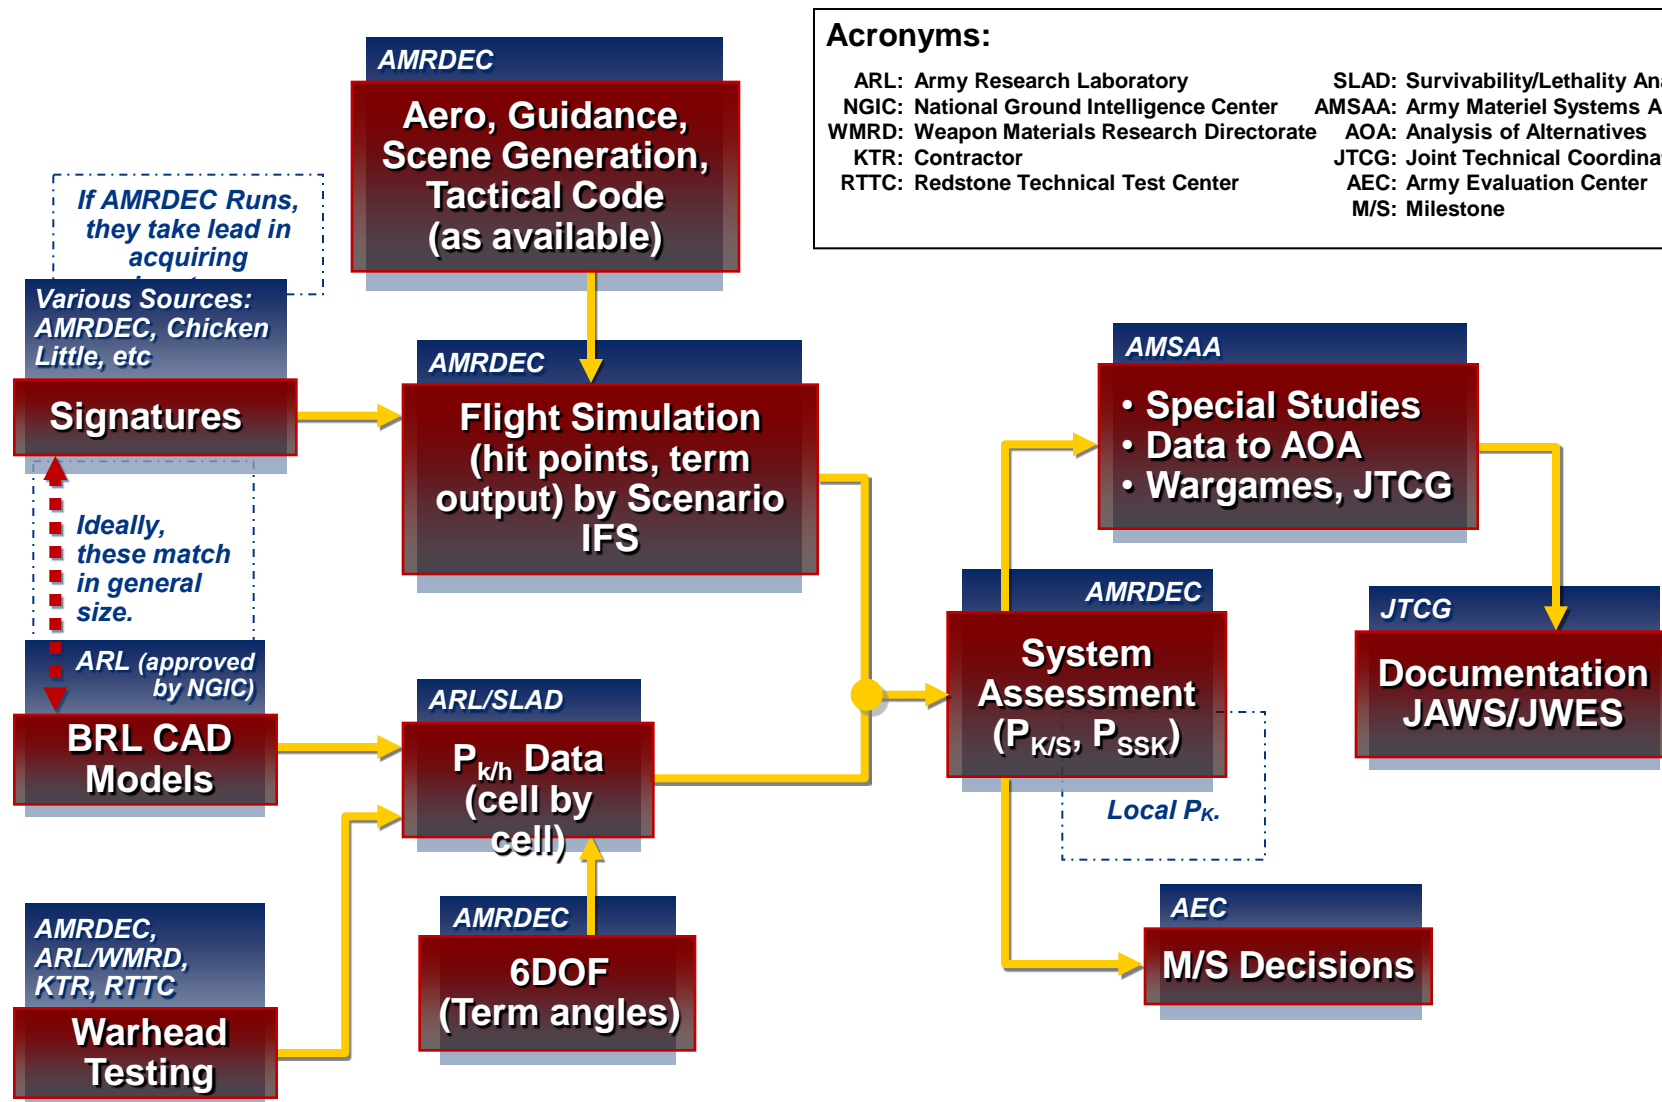 Acronyms:
ARL: Army Research Laboratory
NGIC: National Ground Intelligence Center
WMRD: Weapon Materials Research Directorate
KTR: Contractor
RTTC: Redstone Technical Test Center
SLAD: Survivability/Lethality
AMSAA: Army Materiel Systems
AOA: Analysis of Alternatives
JTCG: Joint Technical
AEC: Army Evaluation Center
M/S: Milestone
AMRDEC
Aero, Guidance,
Scene Generation,
Tactical Code
(as available)
If AMRDEC Runs,
they take lead in
acquiring
Various Sources:
AMRDEC, Chicken
Little, etc
Signatures
AMRDEC
Flight Simulation
(hit points, term
output) by Scenario
IFS
Ideally,
these match
in general
size.
ARL (approved
by NGIC)
BRL CAD
Models
ARL/SLAD
Pk/h Data
(cell by
cell)
AMRDEC,
ARL/WMRD,
KTR, RTTC
Warhead
Testing
AMRDEC
6DOF
(Term angles)
AMRDEC
System
Assessment
(PK/S, PSSK)
Local PK.
AMSAA
• Special Studies
• Data to AOA
• Wargames, JTCG
JTCG
Documentation
JAWS/JWES
AEC
M/S Decisions